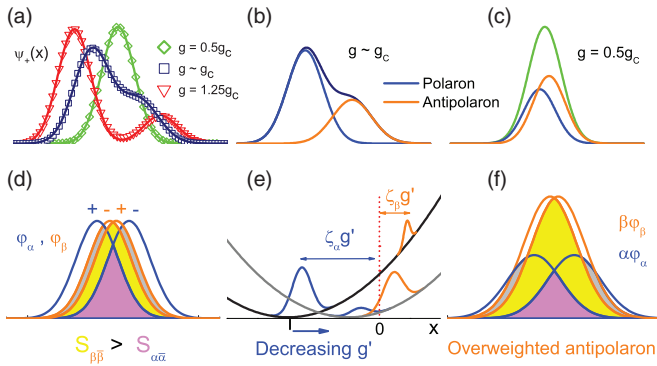 (a)
ψ+(x)
g = 0.5gC
g ~ gC
g = 1.25gC
(b)
g ~ gC
Polaron
Antipolaron
(c)
g = 0.5gC
(d)
+ - + -
φα , φβ
Sββ̄ > Sαᾱ
(e)
ζαg'
ζβg'
0
x
Decreasing g'
(f)
βφβ
αφα
Overweighted antipolaron